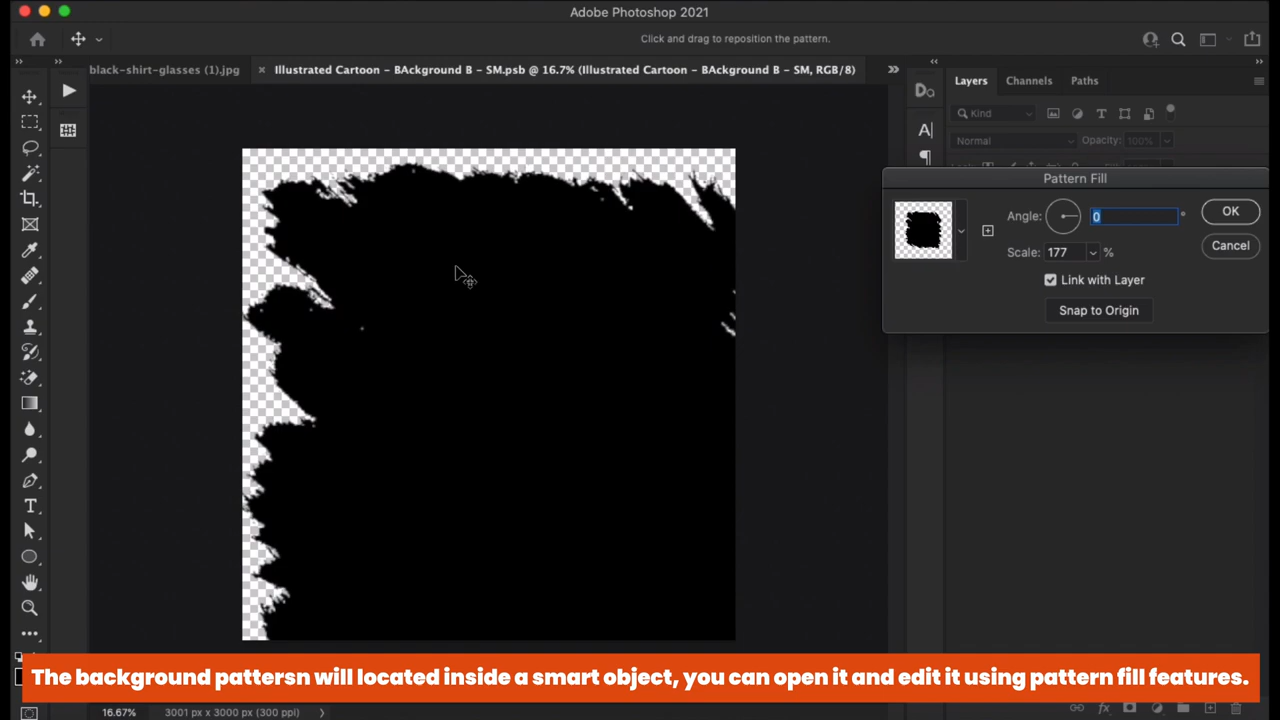 Adobe Photoshop 2021
Click and drag to reposition the pattern.
black-shirt-glasses (1).jpg
Illustrated Cartoon – BAckground B – SM.psb @ 16.7% (Illustrated Cartoon – BAckground B – SM, RGB/8)
Layers Channels Paths
Kind
Normal Opacity: 100%
Pattern Fill
Angle: 0 °
OK
Scale: 177 %
Cancel
Link with Layer
Snap to Origin
The background pattersn will located inside a smart object, you can open it and edit it using pattern fill features.
16.67% 3001 px x 3000 px (300 ppi)